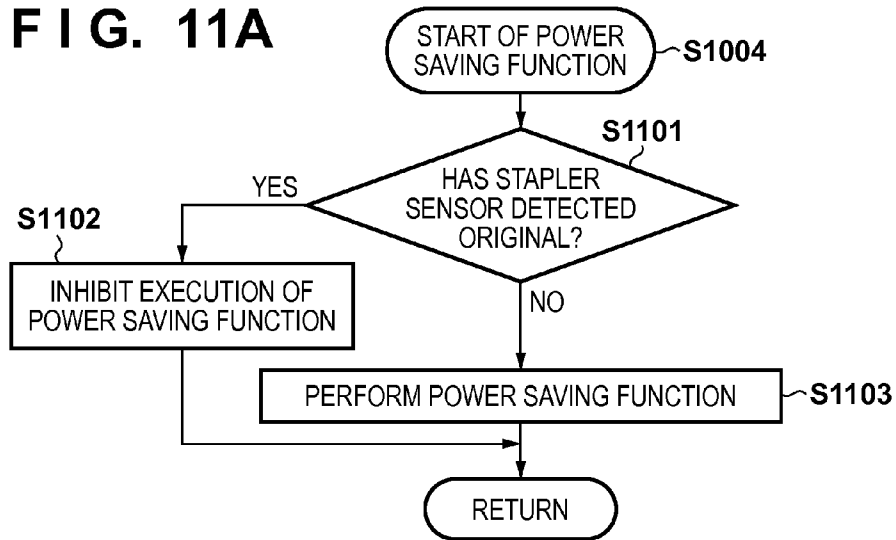 FIG. 11A
START OF POWER
SAVING FUNCTION
S1004
S1101
HAS STAPLER
SENSOR DETECTED
ORIGINAL?
YES
S1102
INHIBIT EXECUTION OF
POWER SAVING FUNCTION
NO
PERFORM POWER SAVING FUNCTION
S1103
RETURN